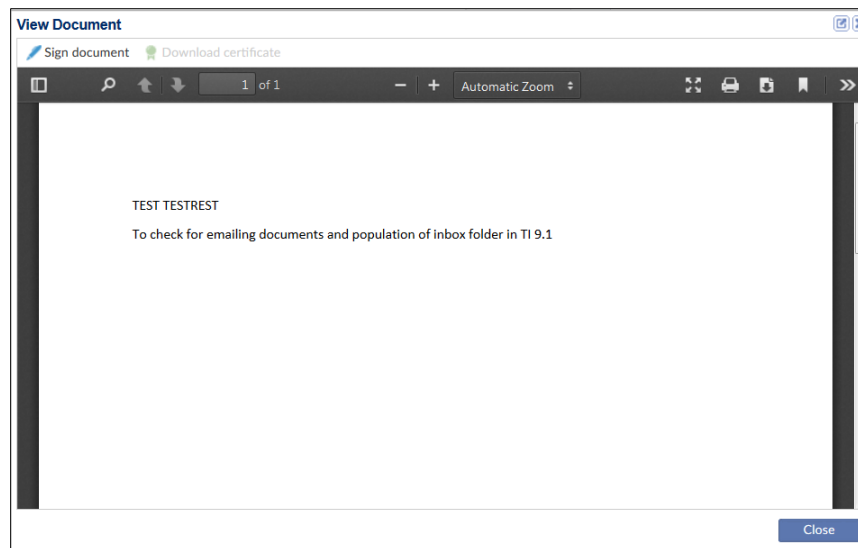 View Document
Sign document Download certificate
1 of 1 Automatic Zoom
TEST TESTREST
To check for emailing documents and population of inbox folder in TI 9.1
Close